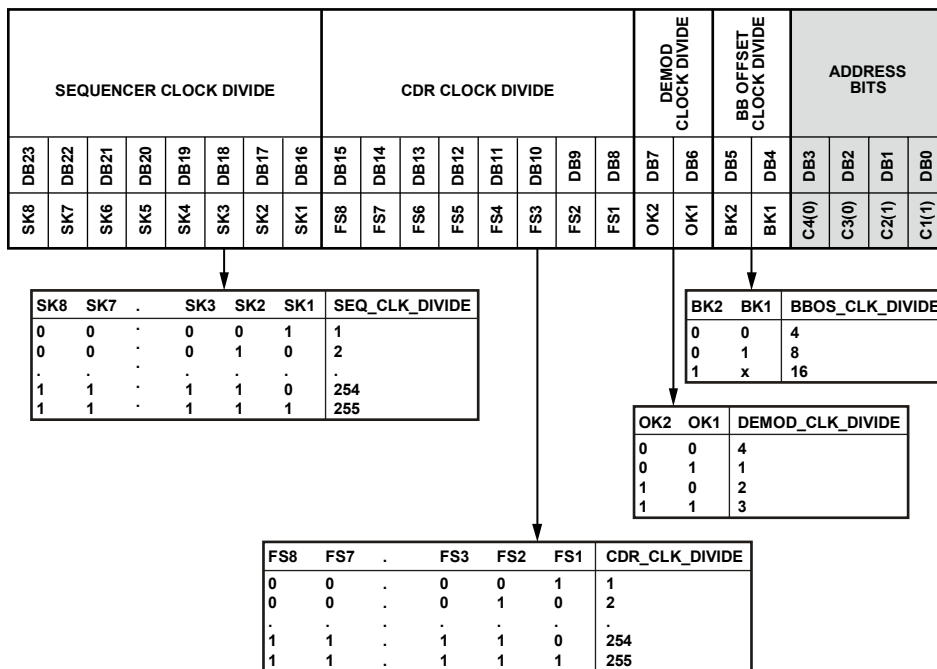 SEQUENCER CLOCK DIVIDE
CDR CLOCK DIVIDE
DEMOD
CLOCK DIVIDE
BB OFFSET
CLOCK DIVIDE
ADDRESS
BITS
DB23 DB22 DB21 DB20 DB19 DB18 DB17 DB16 DB15 DB14 DB13 DB12 DB11 DB10 DB9 DB8 DB7 DB6 DB5 DB4 DB3 DB2 DB1 DB0
SK8 SK7 SK6 SK5 SK4 SK3 SK2 SK1 FS8 FS7 FS6 FS5 FS4 FS3 FS2 FS1 OK2 OK1 BK2 BK1 C4(0) C3(0) C2(1) C1(1)
SK8 SK7 . SK3 SK2 SK1 SEQ_CLK_DIVIDE
0 0 . 0 0 1 1
0 0 . 0 1 0 2
. . . . . . .
1 1 . 1 1 0 254
1 1 . 1 1 1 255
BK2 BK1 BBOS_CLK_DIVIDE
0 0 4
0 1 8
1 x 16
OK2 OK1 DEMOD_CLK_DIVIDE
0 0 4
0 1 1
1 0 2
1 1 3
FS8 FS7 . FS3 FS2 FS1 CDR_CLK_DIVIDE
0 0 . 0 0 1 1
0 0 . 0 1 0 2
. . . . . . .
1 1 . 1 1 0 254
1 1 . 1 1 1 255